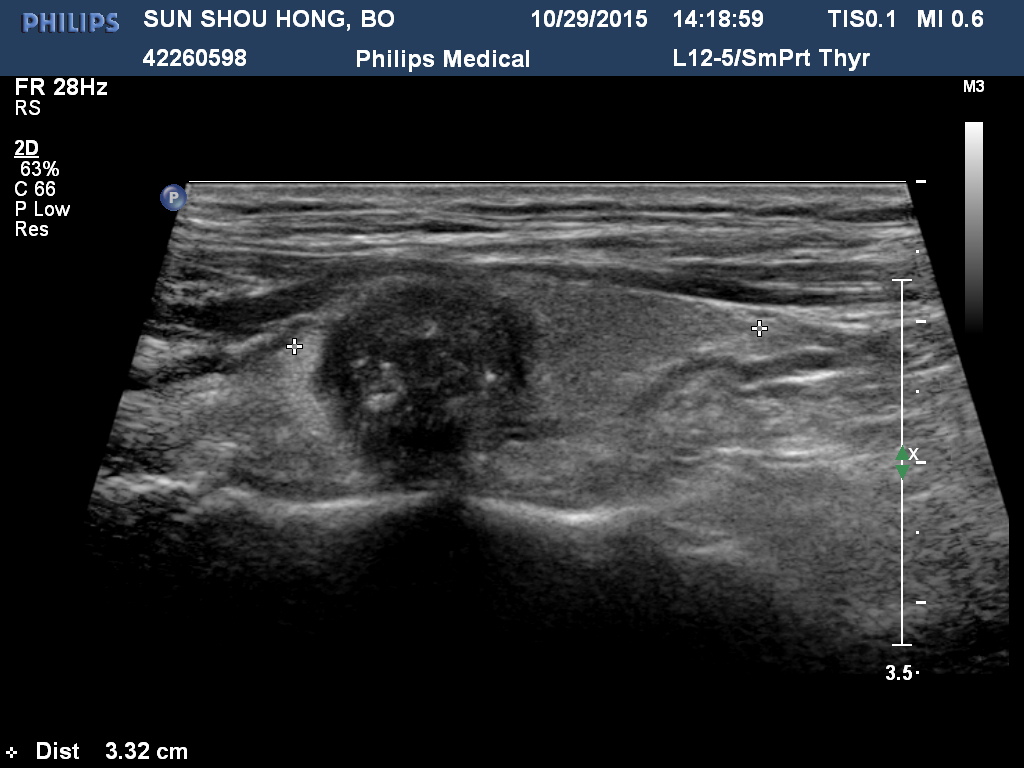 PHILIPS SUN SHOU HONG, BO 10/29/2015 14:18:59 TIS0.1 MI 0.6
42260598 Philips Medical L12-5/SmPrt Thyr
FR 28Hz M3
RS
2D
63%
C 66
P Low
Res
P
X
3.5
Dist 3.32 cm